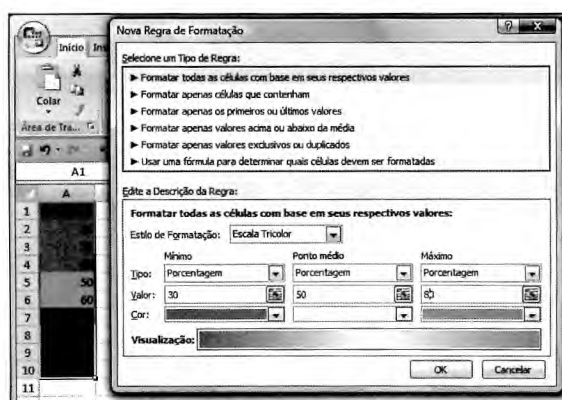 Nova Regra de Formatação
Início Ins
Colar
Área de Tra...
A1
A
1
2
3
4
5 50
6 60
7
8
9
10
11
Selecione um Tipo de Regra:
► Formatar todas as células com base em seus respectivos valores
► Formatar apenas células que contenham
► Formatar apenas os primeiros ou últimos valores
► Formatar apenas valores acima ou abaixo da média
► Formatar apenas valores exclusivos ou duplicados
► Usar uma fórmula para determinar quais células devem ser formatadas
Edite a Descrição da Regra:
Formatar todas as células com base em seus respectivos valores:
Estilo de Formatação: Escala Tricolor
Mínimo Ponto médio Máximo
Tipo: Porcentagem Porcentagem Porcentagem
Valor: 30 50
Cor:
Visualização:
OK Cancelar